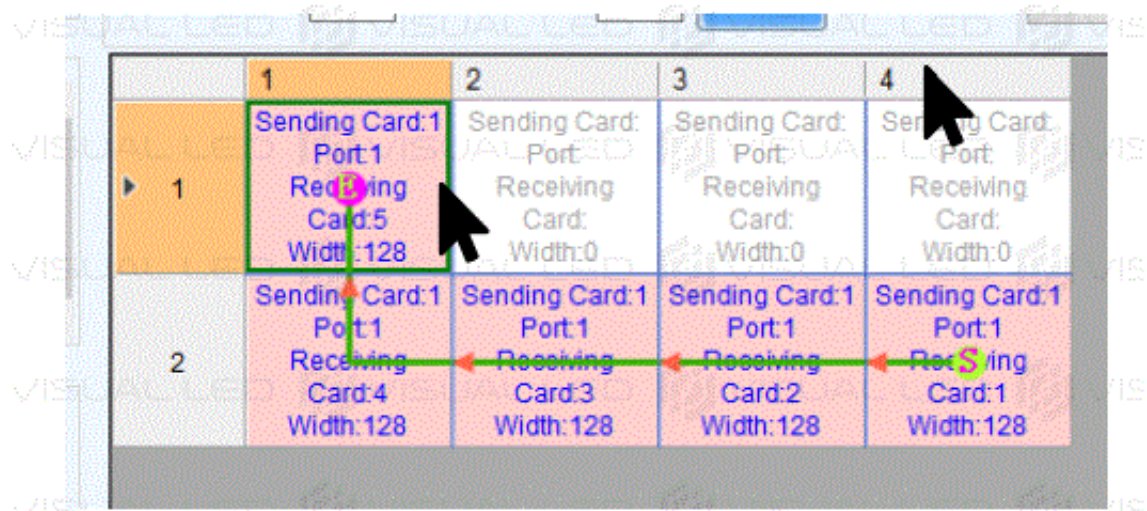 1 2 3 4
Sending Card:1 Sending Card: Sending Card: Sending Card:
Port:1 Port: Port: Port:
1 Receiving Receiving Receiving Receiving
Card:5 Card: Card: Card:
Width:128 Width:0 Width:0 Width:0
E
Sending Card:1 Sending Card:1 Sending Card:1 Sending Card:1
Port:1 Port:1 Port:1 Port:1
2 Receiving Receiving Receiving Receiving
Card:4 Card:3 Card:2 Card:1
Width:128 Width:128 Width:128 Width:128
S
VISUAL LED